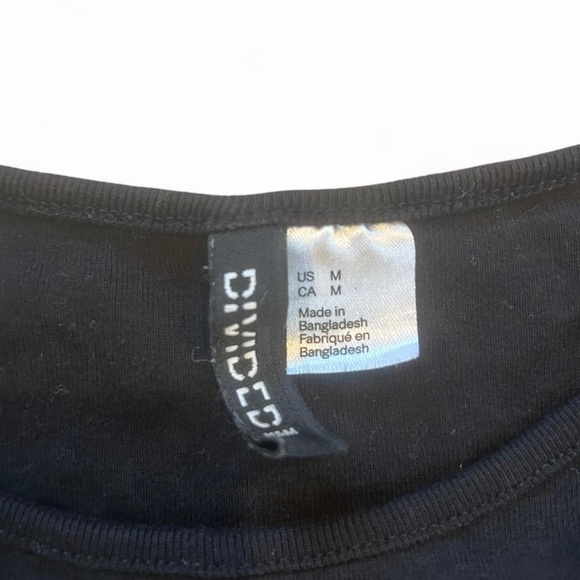 DIVIDED
US M
CA M
Made in
Bangladesh
Fabriqué en
Bangladesh